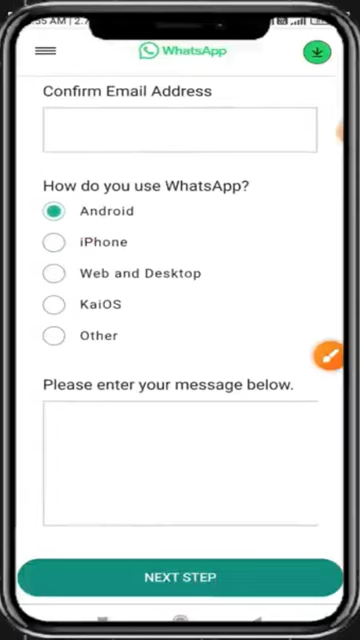 WhatsApp
Confirm Email Address
How do you use WhatsApp?
Android
iPhone
Web and Desktop
KaiOS
Other
Please enter your message below.
NEXT STEP